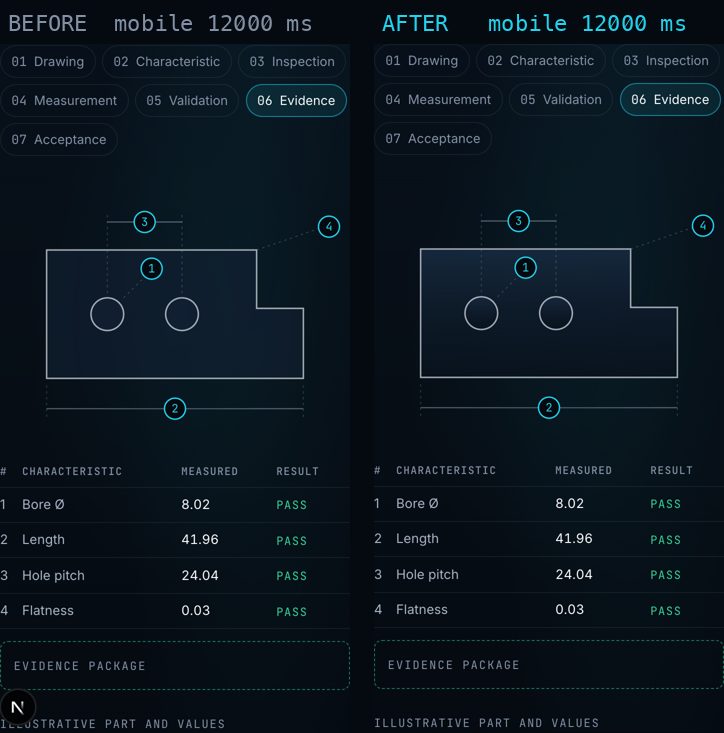 BEFORE mobile 12000 ms
01 Drawing 02 Characteristic 03 Inspection
04 Measurement 05 Validation 06 Evidence
07 Acceptance
3
4
1
2
# CHARACTERISTIC MEASURED RESULT
1 Bore Ø 8.02 PASS
2 Length 41.96 PASS
3 Hole pitch 24.04 PASS
4 Flatness 0.03 PASS
EVIDENCE PACKAGE
N
ILLUSTRATIVE PART AND VALUES
AFTER mobile 12000 ms
01 Drawing 02 Characteristic 03 Inspection
04 Measurement 05 Validation 06 Evidence
07 Acceptance
3
4
1
2
# CHARACTERISTIC MEASURED RESULT
1 Bore Ø 8.02 PASS
2 Length 41.96 PASS
3 Hole pitch 24.04 PASS
4 Flatness 0.03 PASS
EVIDENCE PACKAGE
ILLUSTRATIVE PART AND VALUES